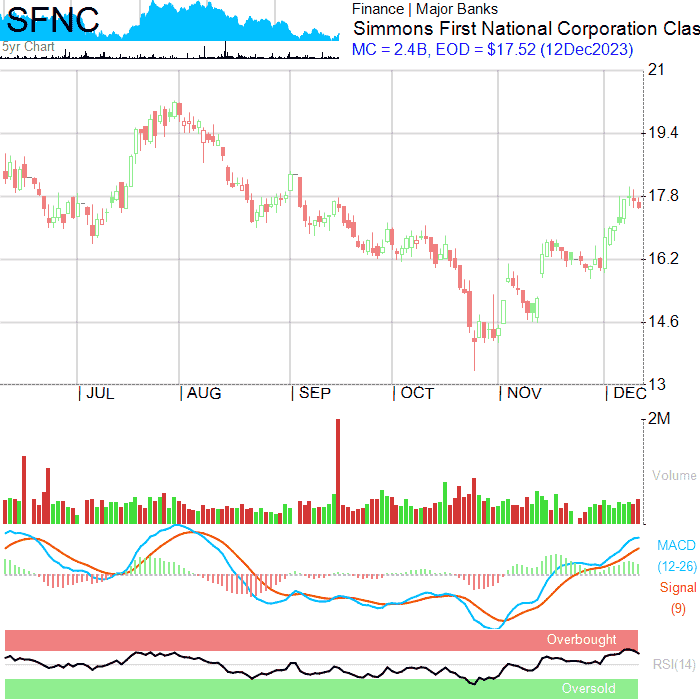 SFNC
5yr Chart
Finance | Major Banks
Simmons First National Corporation Clas
MC = 2.4B, EOD = $17.52 (12Dec2023)
21
19.4
17.8
16.2
14.6
13
JUL AUG SEP OCT NOV DEC
2M
Volume
MACD
(12-26)
Signal
(9)
Overbought
RSI(14)
Oversold